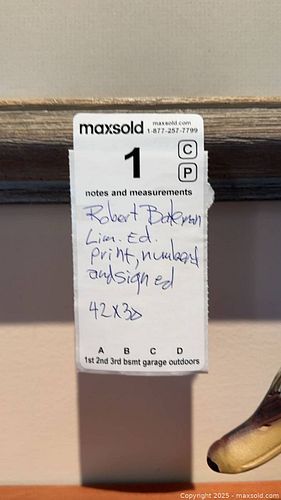 maxsold maxsold.com
1-877-257-7799
1 C
P
notes and measurements
Robert Bateman
Lim. Ed.
print, numbered
and signed
42x30
A B C D
1st 2nd 3rd bsmt garage outdoors
Copyright 2025 - maxsold.com